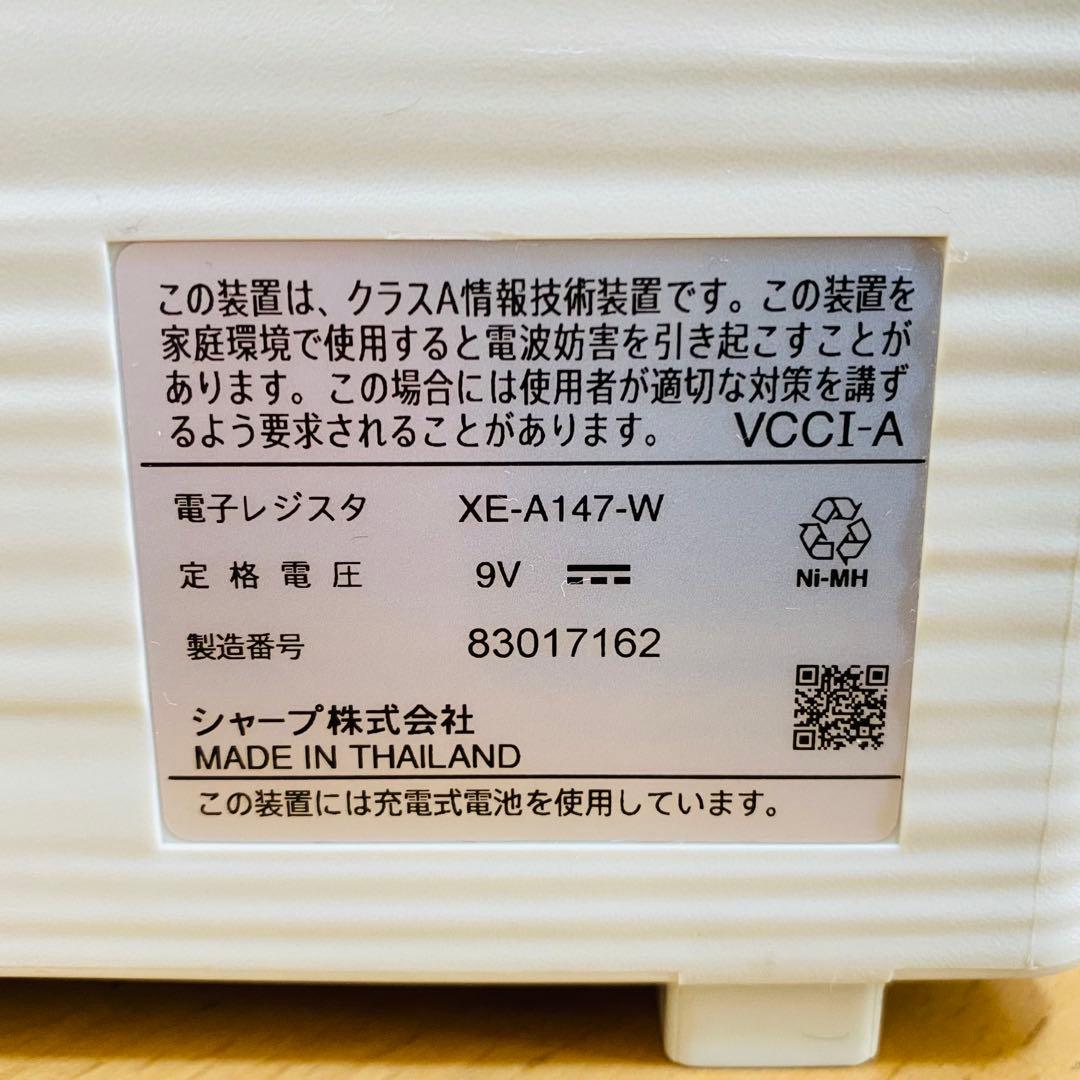 この装置は、クラスA情報技術装置です。この装置を
家庭環境で使用すると電波妨害を引き起こすことが
あります。この場合には使用者が適切な対策を講ず
るよう要求されることがあります。 VCCI-A
電子レジスタ XE-A147-W
定格電圧 9V
Ni-MH
製造番号 83017162
シャープ株式会社
MADE IN THAILAND
この装置には充電式電池を使用しています。